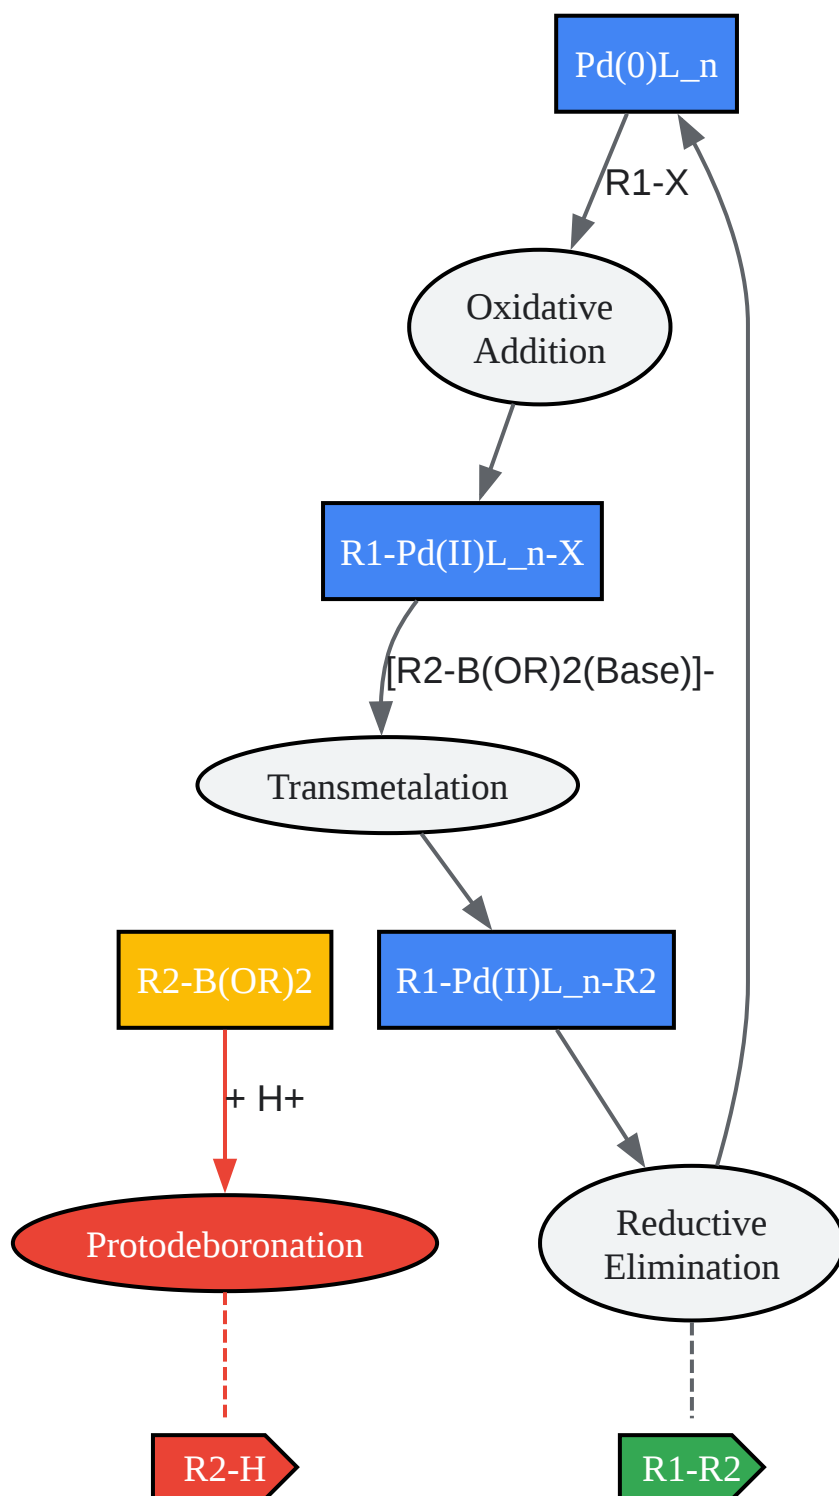 Pd(0)L_n
R1-X
Oxidative
Addition
R1-Pd(II)L_n-X
[R2-B(OR)2(Base)]-
Transmetalation
R2-B(OR)2
R1-Pd(II)L_n-R2
+ H+
Protodeboronation
Reductive
Elimination
R2-H
R1-R2